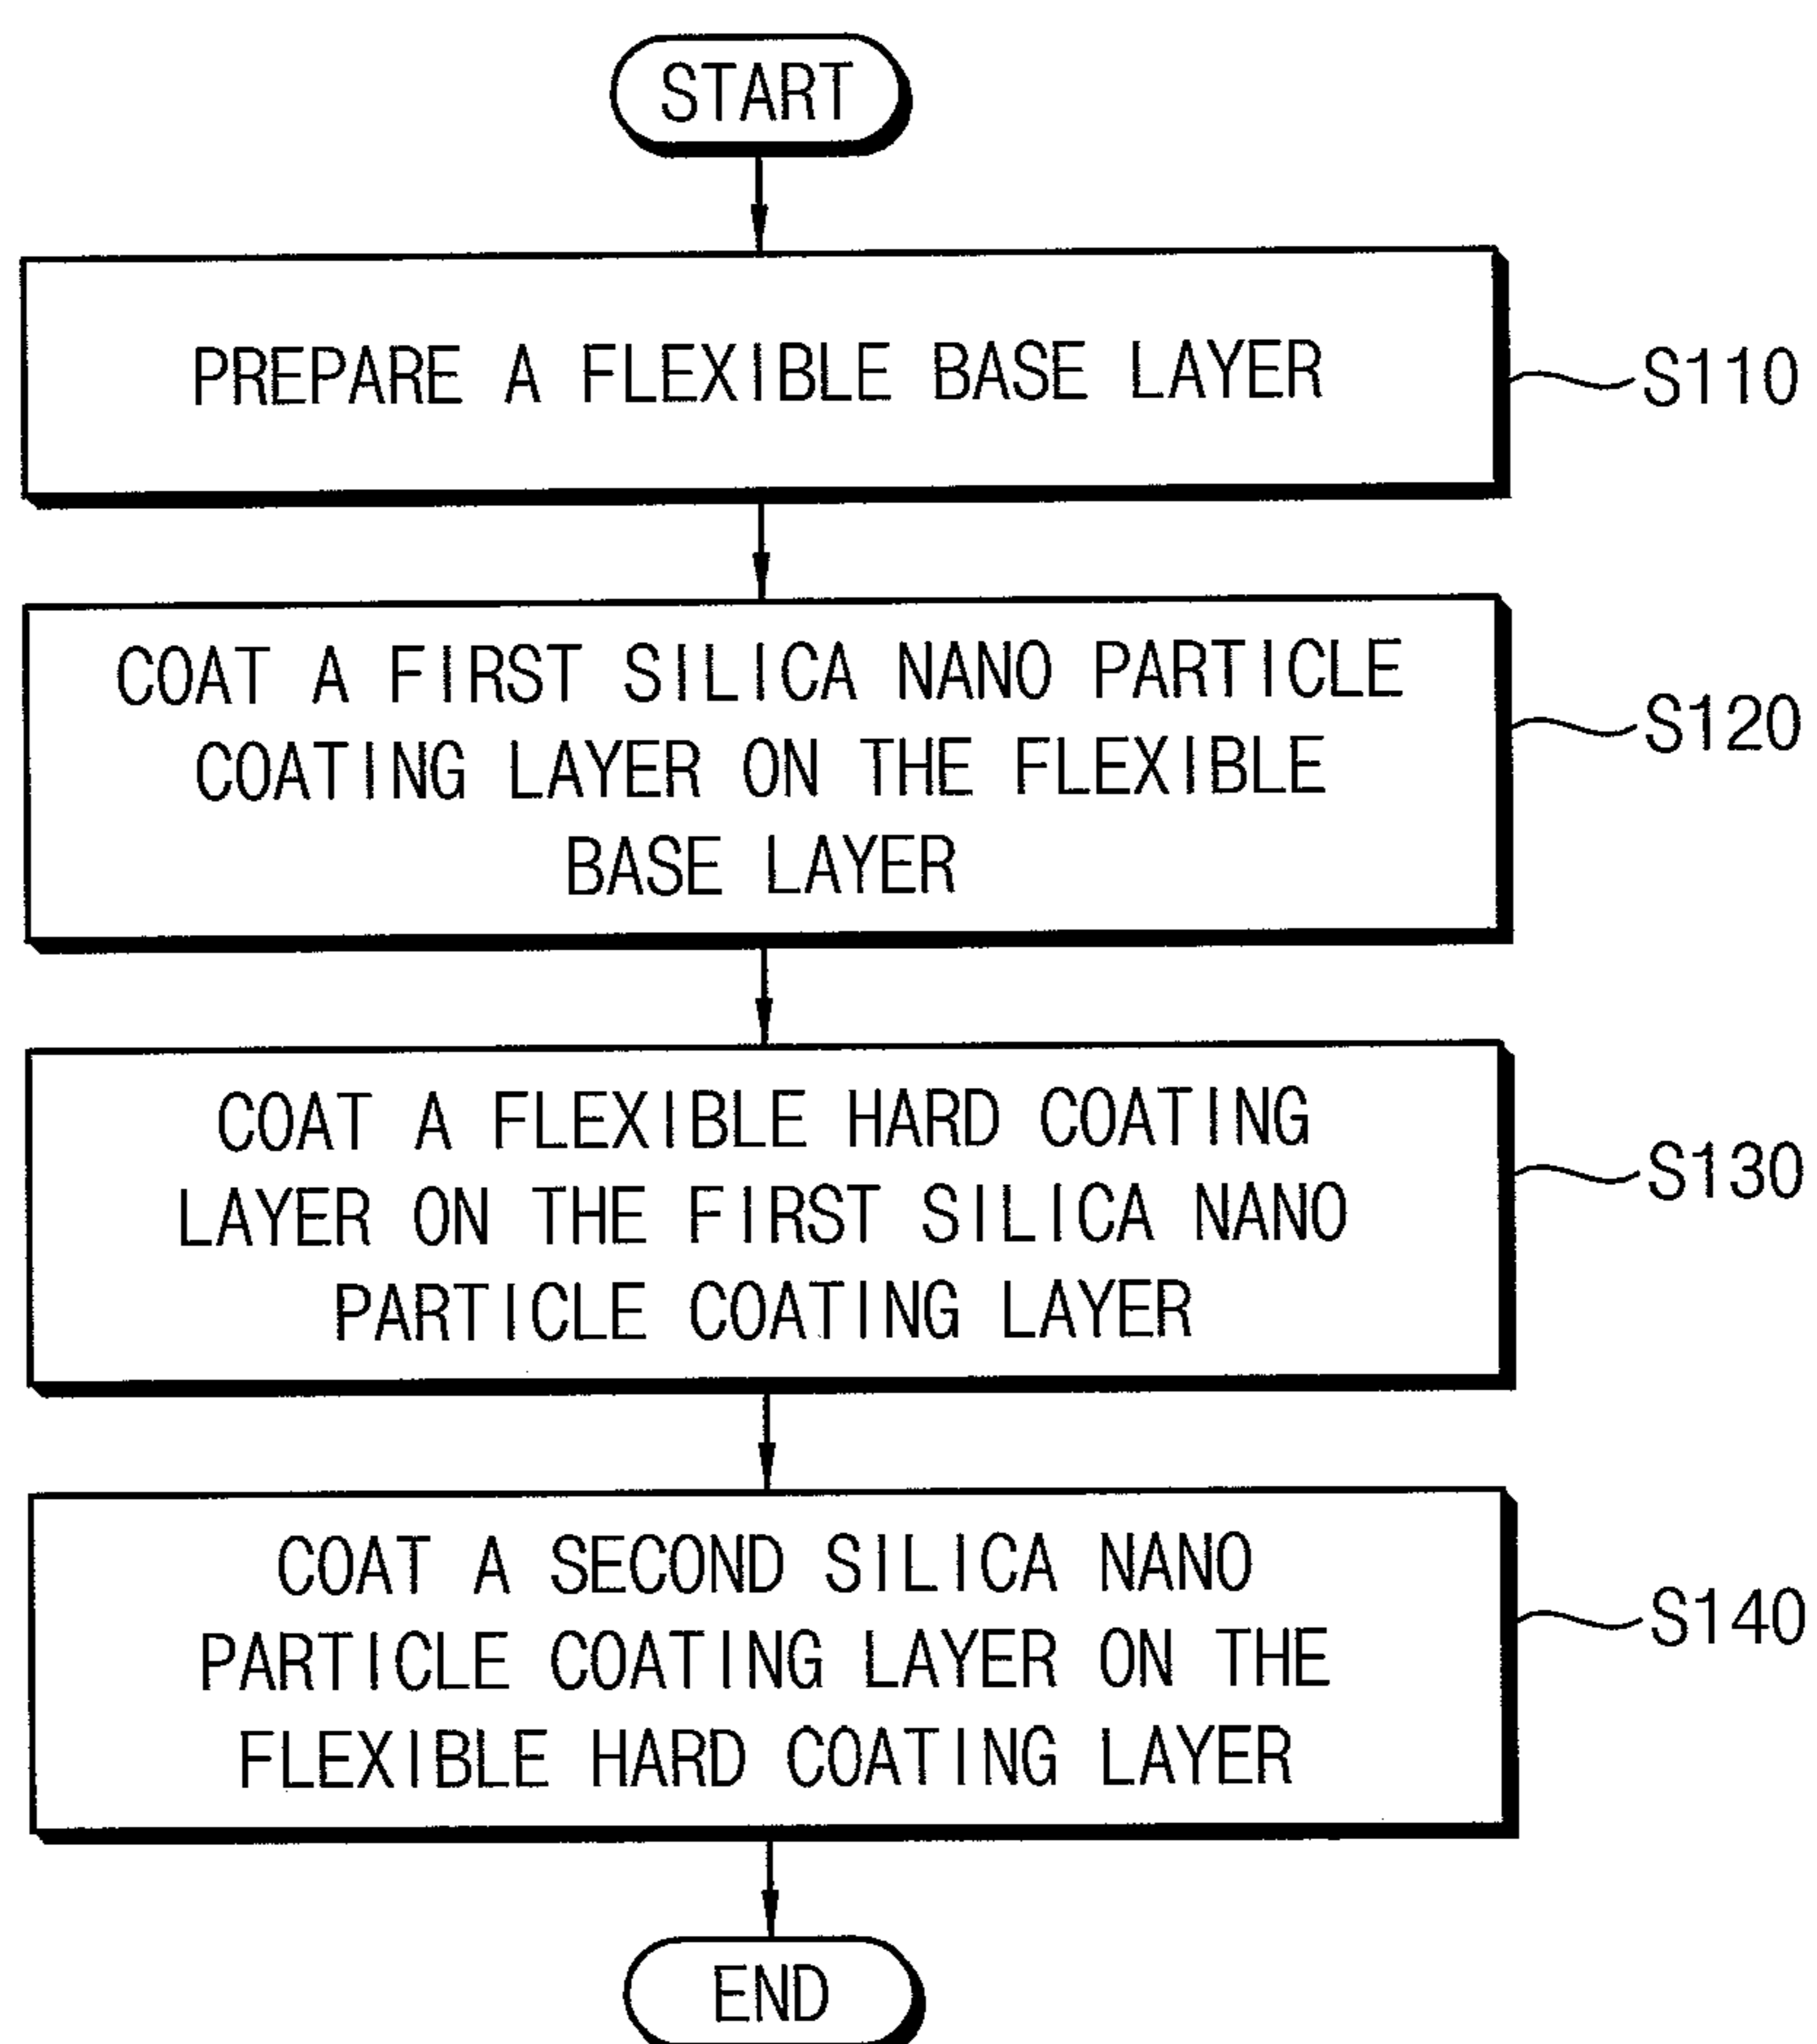 START
PREPARE A FLEXIBLE BASE LAYER
S110
COAT A FIRST SILICA NANO PARTICLE
COATING LAYER ON THE FLEXIBLE
BASE LAYER
S120
COAT A FLEXIBLE HARD COATING
LAYER ON THE FIRST SILICA NANO
PARTICLE COATING LAYER
S130
COAT A SECOND SILICA NANO
PARTICLE COATING LAYER ON THE
FLEXIBLE HARD COATING LAYER
S140
END